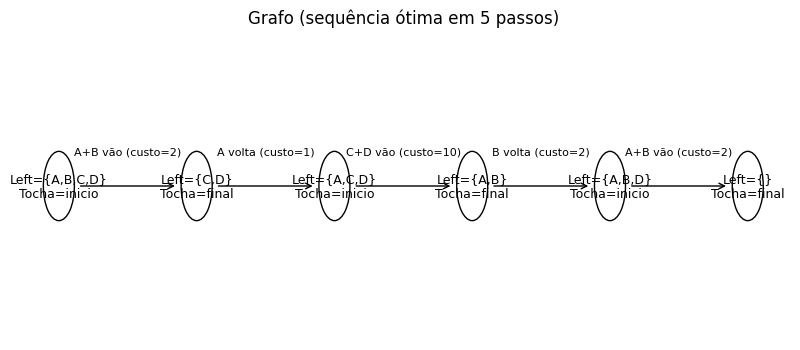 Grafo (sequência ótima em 5 passos)
A+B vão (custo=2)
A volta (custo=1)
C+D vão (custo=10)
B volta (custo=2)
A+B vão (custo=2)
Left={A,B,C,D}
Tocha=inicio
Left={C,D}
Tocha=final
Left={A,C,D}
Tocha=inicio
Left={A,B}
Tocha=final
Left={A,B,D}
Tocha=inicio
Left={}
Tocha=final